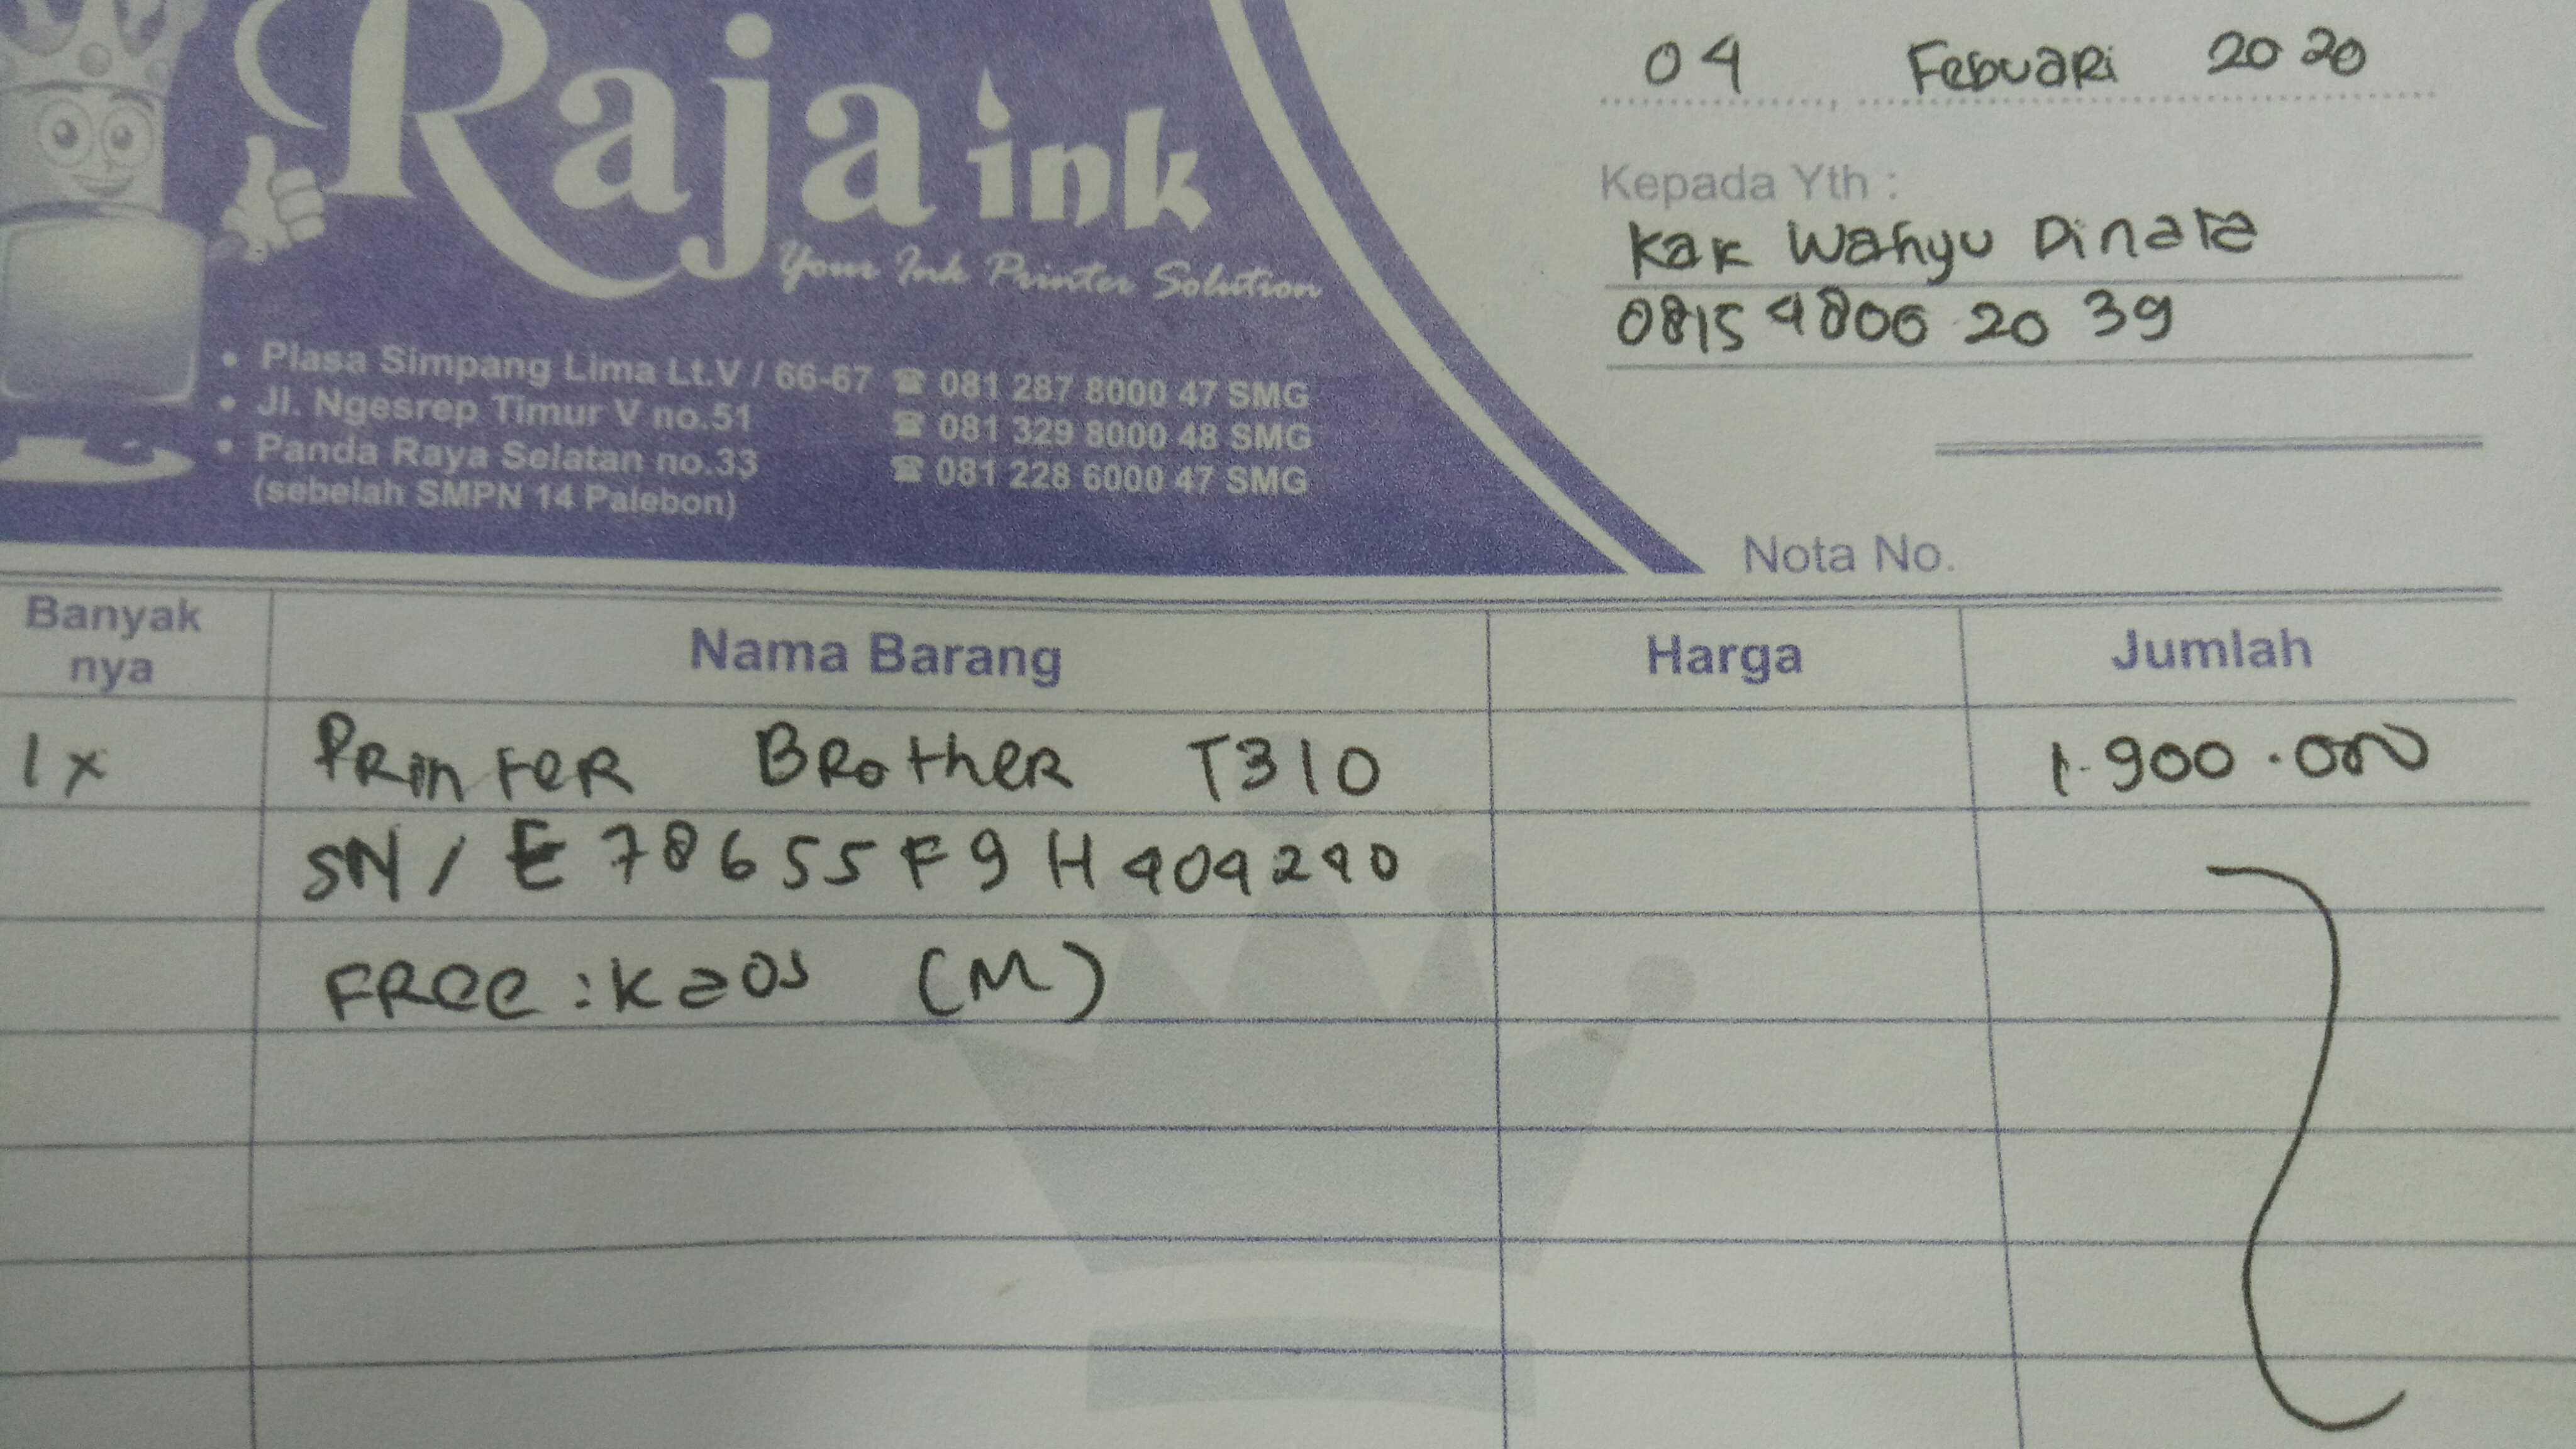 Raja ink
Your Ink Printer Solution
• Plasa Simpang Lima Lt.V / 66-67 ☎ 081 287 8000 47 SMG
• Jl. Ngesrep Timur V no.51 ☎ 081 329 8000 48 SMG
• Panda Raya Selatan no.33 ☎ 081 228 6000 47 SMG
(sebelah SMPN 14 Palebon)
04 Febuari 2020
Kepada Yth :
Kak Wahyu Dinata
0815 4806 20 39
Nota No.
Banyak nya Nama Barang Harga Jumlah
1x Printer Brother T310 1.900.000
SN / E78655F9H404240
FREE : Kaos (M)